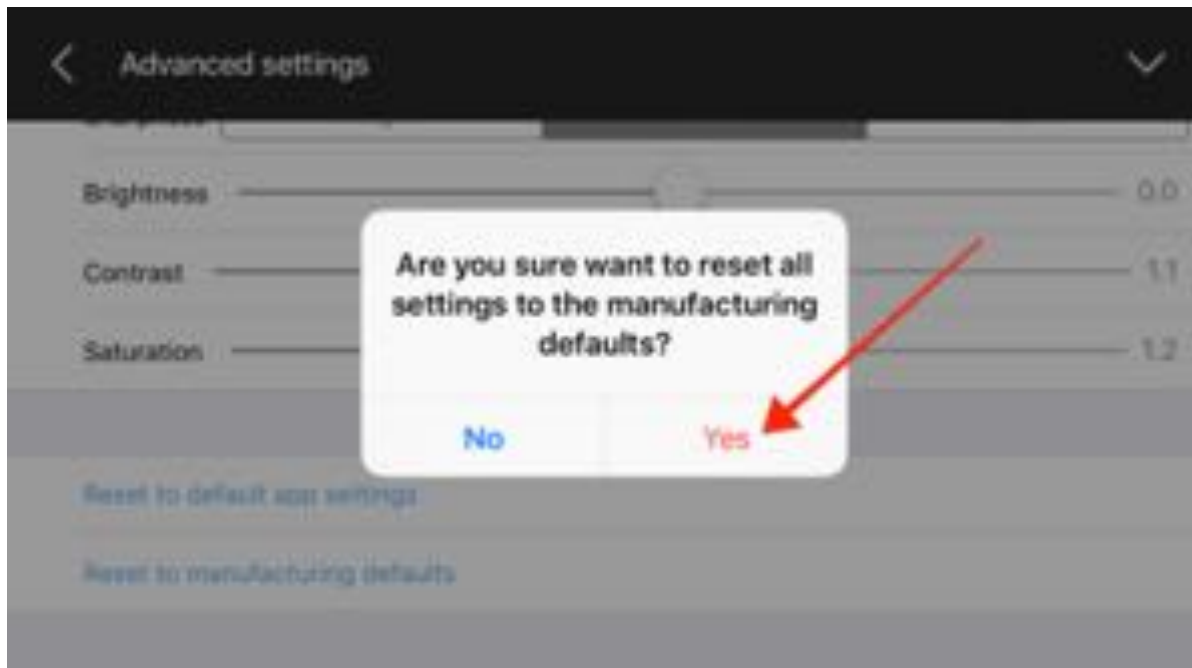 Advanced settings
Brightness 0.0
Contrast 1.1
Saturation 1.2
Are you sure want to reset all
settings to the manufacturing
defaults?
No Yes
Reset to default app settings
Reset to manufacturing defaults